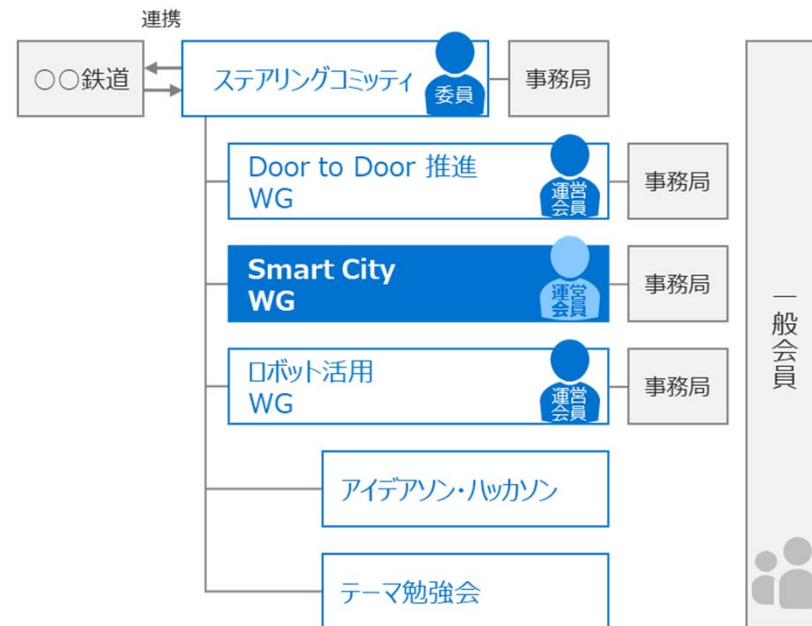 連携
○○鉄道
ステアリングコミッティ
委員
事務局
Door to Door 推進
WG
運営
会員
事務局
Smart City
WG
運営
会員
事務局
ロボット活用
WG
運営
会員
事務局
アイデアソン・ハッカソン
テーマ勉強会
一般会員